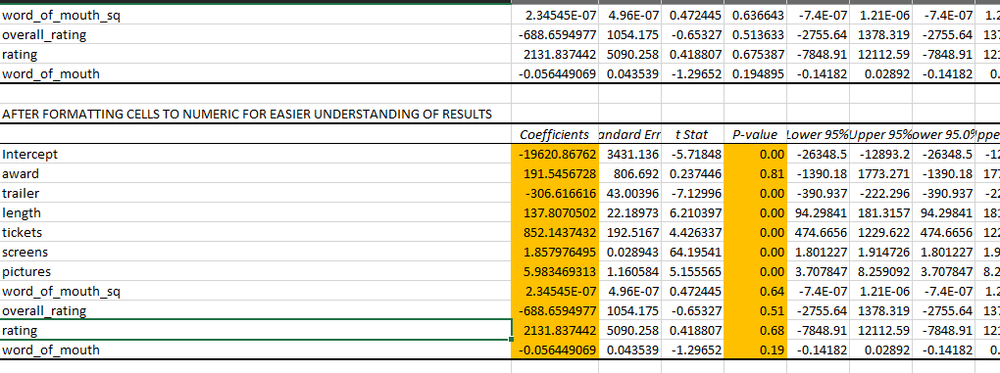 word_of_mouth_sq 2.34545E-07 4.96E-07 0.472445 0.636643 -7.4E-07 1.21E-06 -7.4E-07 1.2
overall_rating -688.6594977 1054.175 -0.65327 0.513633 -2755.64 1378.319 -2755.64 137
rating 2131.837442 5090.258 0.418807 0.675387 -7848.91 12112.59 -7848.91 121
word_of_mouth -0.056449069 0.043539 -1.29652 0.194895 -0.14182 0.02892 -0.14182 0.
AFTER FORMATTING CELLS TO NUMERIC FOR EASIER UNDERSTANDING OF RESULTS
Coefficients andard Err t Stat P-value Lower 95% Upper 95% ower 95.0% ppe
Intercept -19620.86762 3431.136 -5.71848 0.00 -26348.5 -12893.2 -26348.5 -12
award 191.5456728 806.692 0.237446 0.81 -1390.18 1773.271 -1390.18 177
trailer -306.616616 43.00396 -7.12996 0.00 -390.937 -222.296 -390.937 -22
length 137.8070502 22.18973 6.210397 0.00 94.29841 181.3157 94.29841 181
tickets 852.1437432 192.5167 4.426337 0.00 474.6656 1229.622 474.6656 122
screens 1.857976495 0.028943 64.19541 0.00 1.801227 1.914726 1.801227 1.9
pictures 5.983469313 1.160584 5.155565 0.00 3.707847 8.259092 3.707847 8.2
word_of_mouth_sq 2.34545E-07 4.96E-07 0.472445 0.64 -7.4E-07 1.21E-06 -7.4E-07 1.2
overall_rating -688.6594977 1054.175 -0.65327 0.51 -2755.64 1378.319 -2755.64 137
rating 2131.837442 5090.258 0.418807 0.68 -7848.91 12112.59 -7848.91 121
word_of_mouth -0.056449069 0.043539 -1.29652 0.19 -0.14182 0.02892 -0.14182 0.